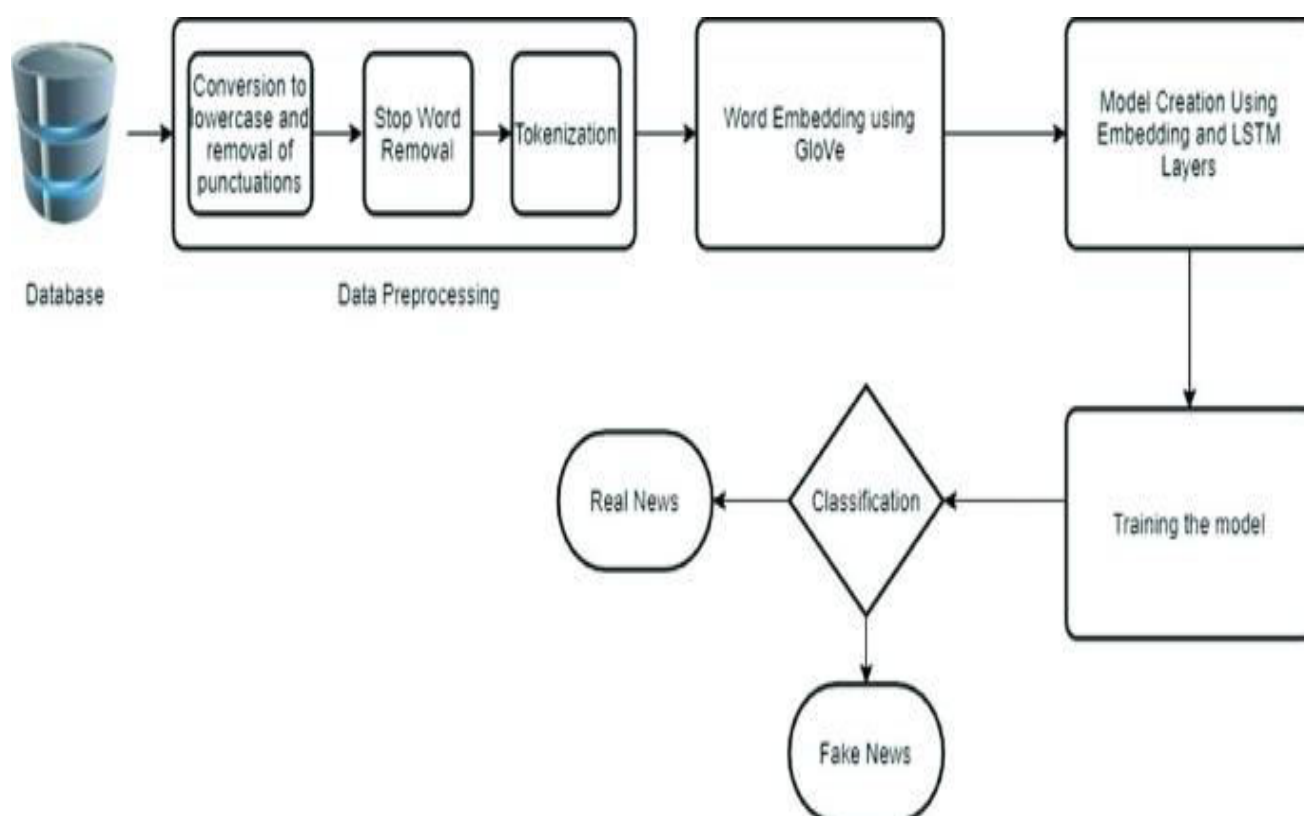 Conversion to
lowercase and
removal of
punctuations
Stop Word
Removal
Tokenization
Word Embedding using
GloVe
Model Creation Using
Embedding and LSTM
Layers
Database
Data Preprocessing
Real News
Classification
Training the model
Fake News